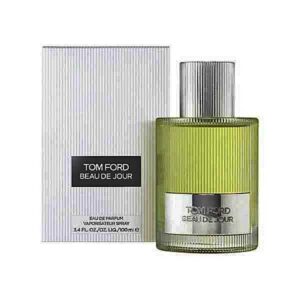 TOM FORD
BEAU DE JOUR
EAU DE PARFUM
VAPORISATEUR SPRAY
3.4 FL.OZ./OZ.LIQ./100 ml e
TOM FORD
BEAU DE JOUR